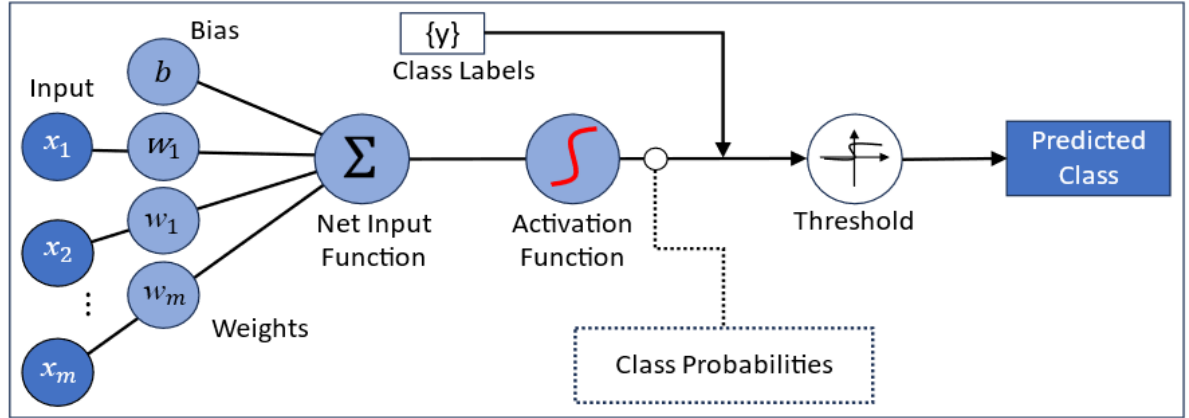 Bias
b
Input
x₁
w₁
x₂
w₁
⋮
xₘ
wₘ
Weights
Σ
Net Input
Function
{y}
Class Labels
Activation
Function
Threshold
Predicted
Class
Class Probabilities